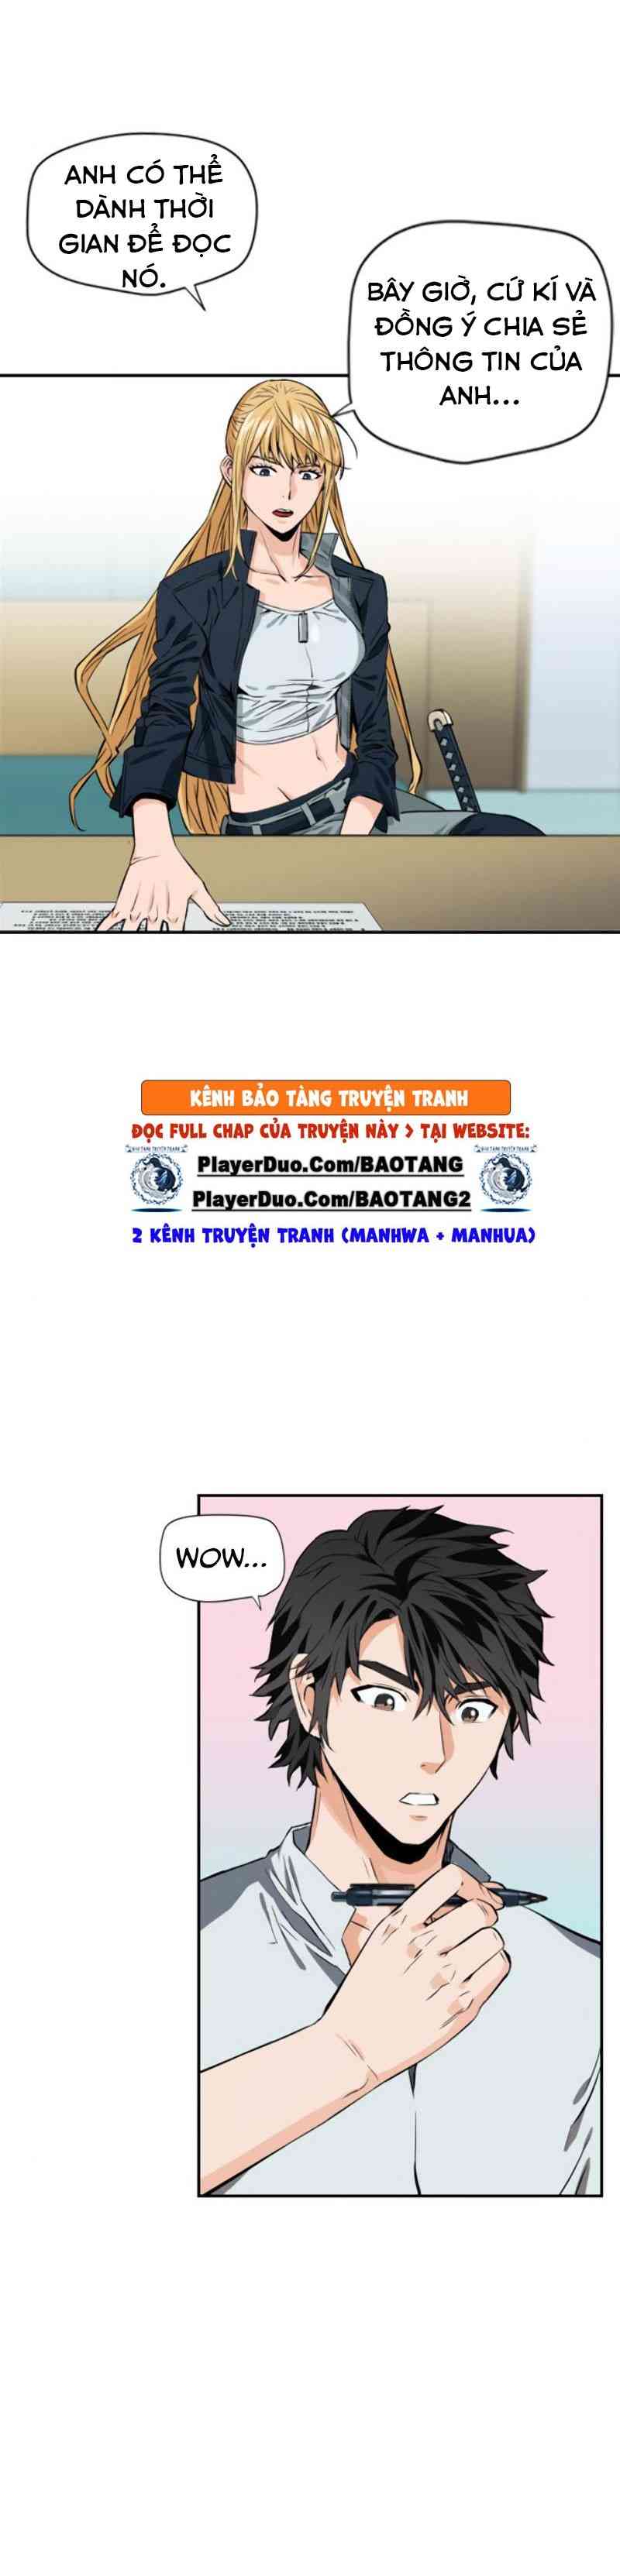 ANH CÓ THỂ
DÀNH THỜI
GIAN ĐỂ ĐỌC
NÓ.
BÂY GIỜ, CỨ KÍ VÀ
ĐỒNG Ý CHIA SẺ
THÔNG TIN CỦA
ANH...
KÊNH BẢO TÀNG TRUYỆN TRANH
ĐỌC FULL CHAP CỦA TRUYỆN NÀY > TẠI WEBSITE:
PlayerDuo.Com/BAOTANG
PlayerDuo.Com/BAOTANG2
2 KÊNH TRUYỆN TRANH (MANHWA + MANHUA)
WOW...